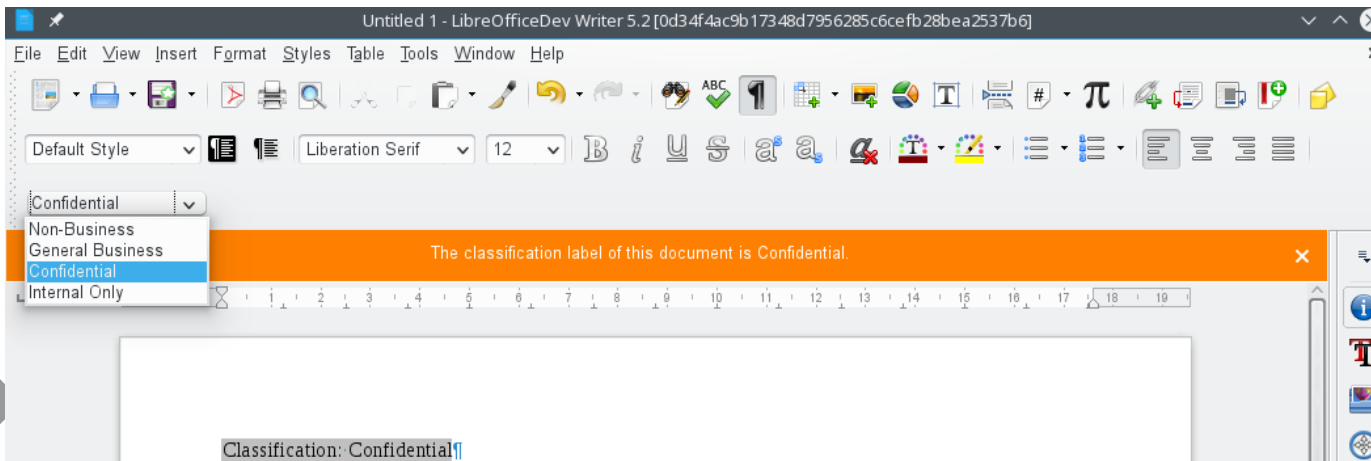 Untitled 1 - LibreOfficeDev Writer 5.2 [0d34f4ac9b17348d7956285c6cefb28bea2537b6]
File Edit View Insert Format Styles Table Tools Window Help
ABC
Default Style Liberation Serif 12
Confidential
Non-Business
General Business
Confidential
Internal Only
The classification label of this document is Confidential.
1 2 3 4 5 6 7 8 9 10 11 12 13 14 15 16 17 18 19
Classification: Confidential¶